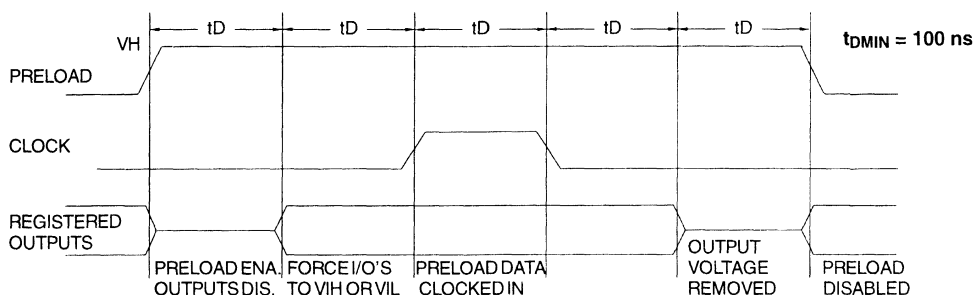 tD tD tD tD tD
VH
tDMIN = 100 ns
PRELOAD
CLOCK
REGISTERED
OUTPUTS
PRELOAD ENA.
OUTPUTS DIS.
FORCE I/O'S
TO VIH OR VIL
PRELOAD DATA
CLOCKED IN
OUTPUT
VOLTAGE
REMOVED
PRELOAD
DISABLED